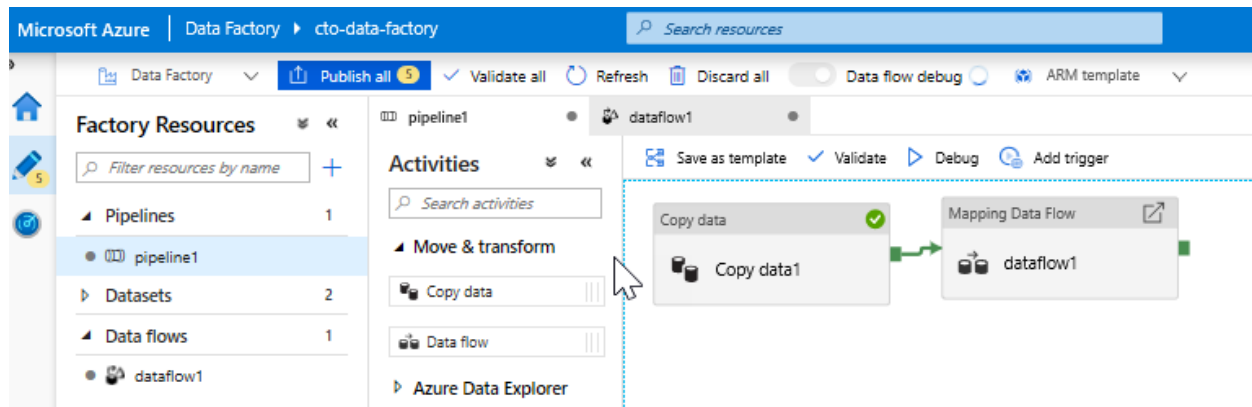 Microsoft Azure Data Factory cto-data-factory Search resources
Data Factory Publish all 5 Validate all Refresh Discard all Data flow debug ARM template
Factory Resources
Filter resources by name
5
Pipelines 1
pipeline1
Datasets 2
Data flows 1
dataflow1
pipeline1 dataflow1
Activities
Search activities
Move & transform
Copy data
Data flow
Azure Data Explorer
Save as template Validate Debug Add trigger
Copy data
Copy data1
Mapping Data Flow
dataflow1